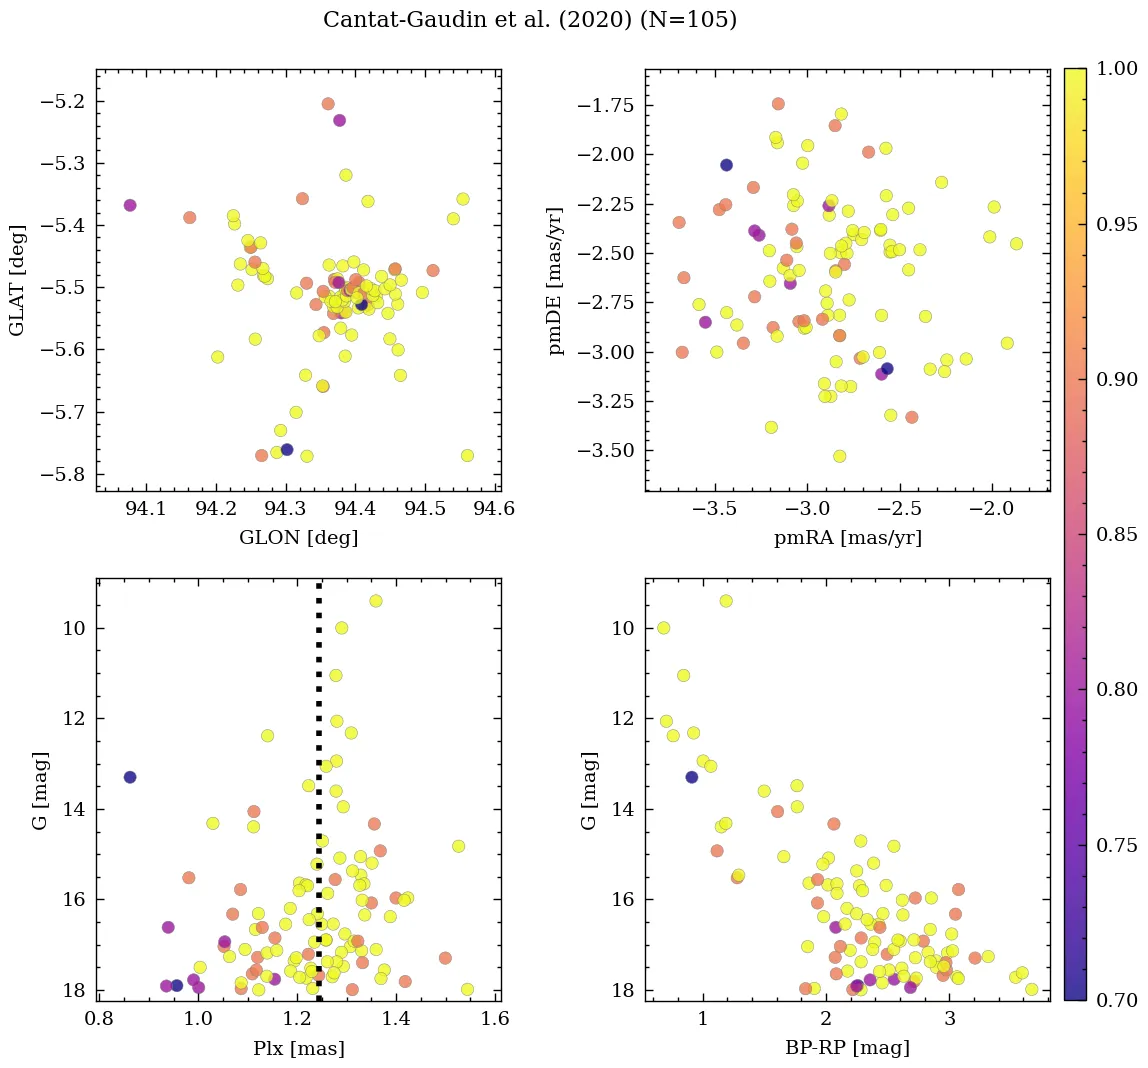 Cantat-Gaudin et al. (2020) (N=105)
−5.2
−5.3
−5.4
−5.5
−5.6
−5.7
−5.8
GLAT [deg]
94.1 94.2 94.3 94.4 94.5 94.6
GLON [deg]
−1.75
−2.00
−2.25
−2.50
−2.75
−3.00
−3.25
−3.50
pmDE [mas/yr]
−3.5 −3.0 −2.5 −2.0
pmRA [mas/yr]
10
12
14
16
18
G [mag]
0.8 1.0 1.2 1.4 1.6
Plx [mas]
10
12
14
16
18
G [mag]
1 2 3
BP-RP [mag]
1.00
0.95
0.90
0.85
0.80
0.75
0.70